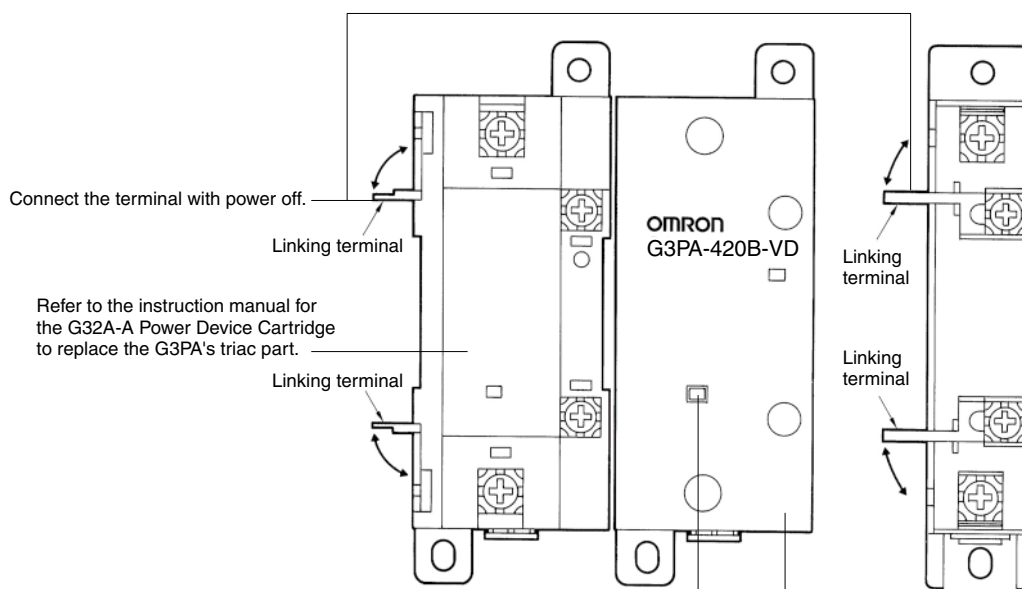 Connect the terminal with power off.
Linking terminal
Refer to the instruction manual for
the G32A-A Power Device Cartridge
to replace the G3PA's triac part.
Linking terminal
OMRON
G3PA-420B-VD
Linking
terminal
Linking
terminal